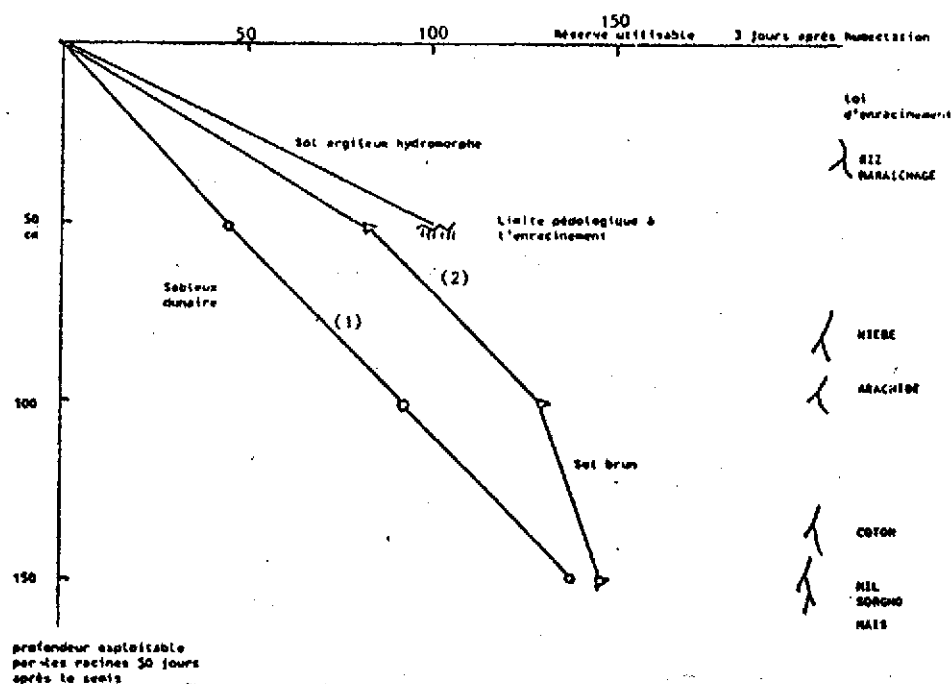 50
100
150
Réserve utilisable 3 jours après humectation
Loi
d'enracinement
Sol argileux hydromorphe
RIZ
MARAICHAGE
50
cm
Limite pédologique à
l'enracinement
(2)
Sableux
dunaire
(1)
NIEBE
ARACHIDE
100
Sol brun
COTON
150
MIL
SORGHO
MAIS
profondeur exploitable
par les racines 50 jours
après le semis